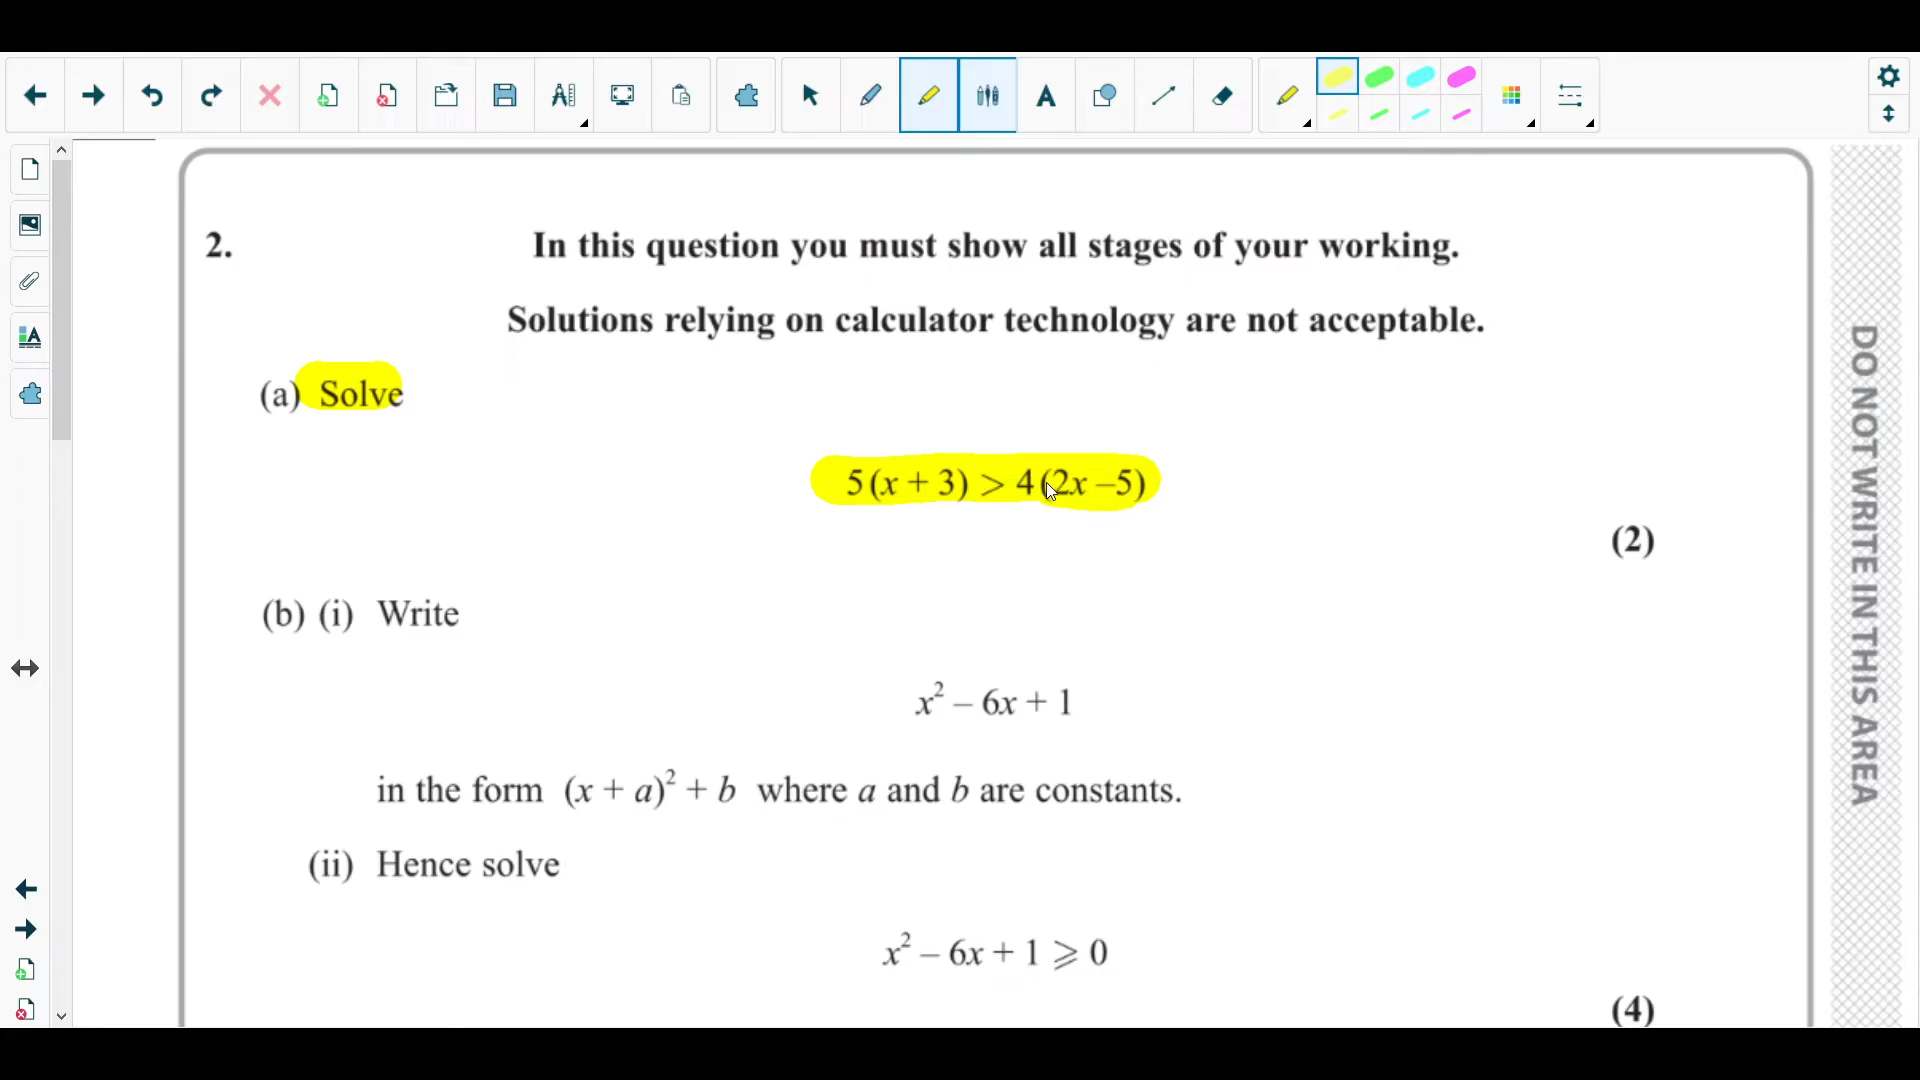 2. In this question you must show all stages of your working.
Solutions relying on calculator technology are not acceptable.
(a) Solve
5(x + 3) > 4(2x –5)
(2)
(b) (i) Write
x² – 6x + 1
in the form (x + a)² + b where a and b are constants.
(ii) Hence solve
x² – 6x + 1 ⩾ 0
(4)
DO NOT WRITE IN THIS AREA